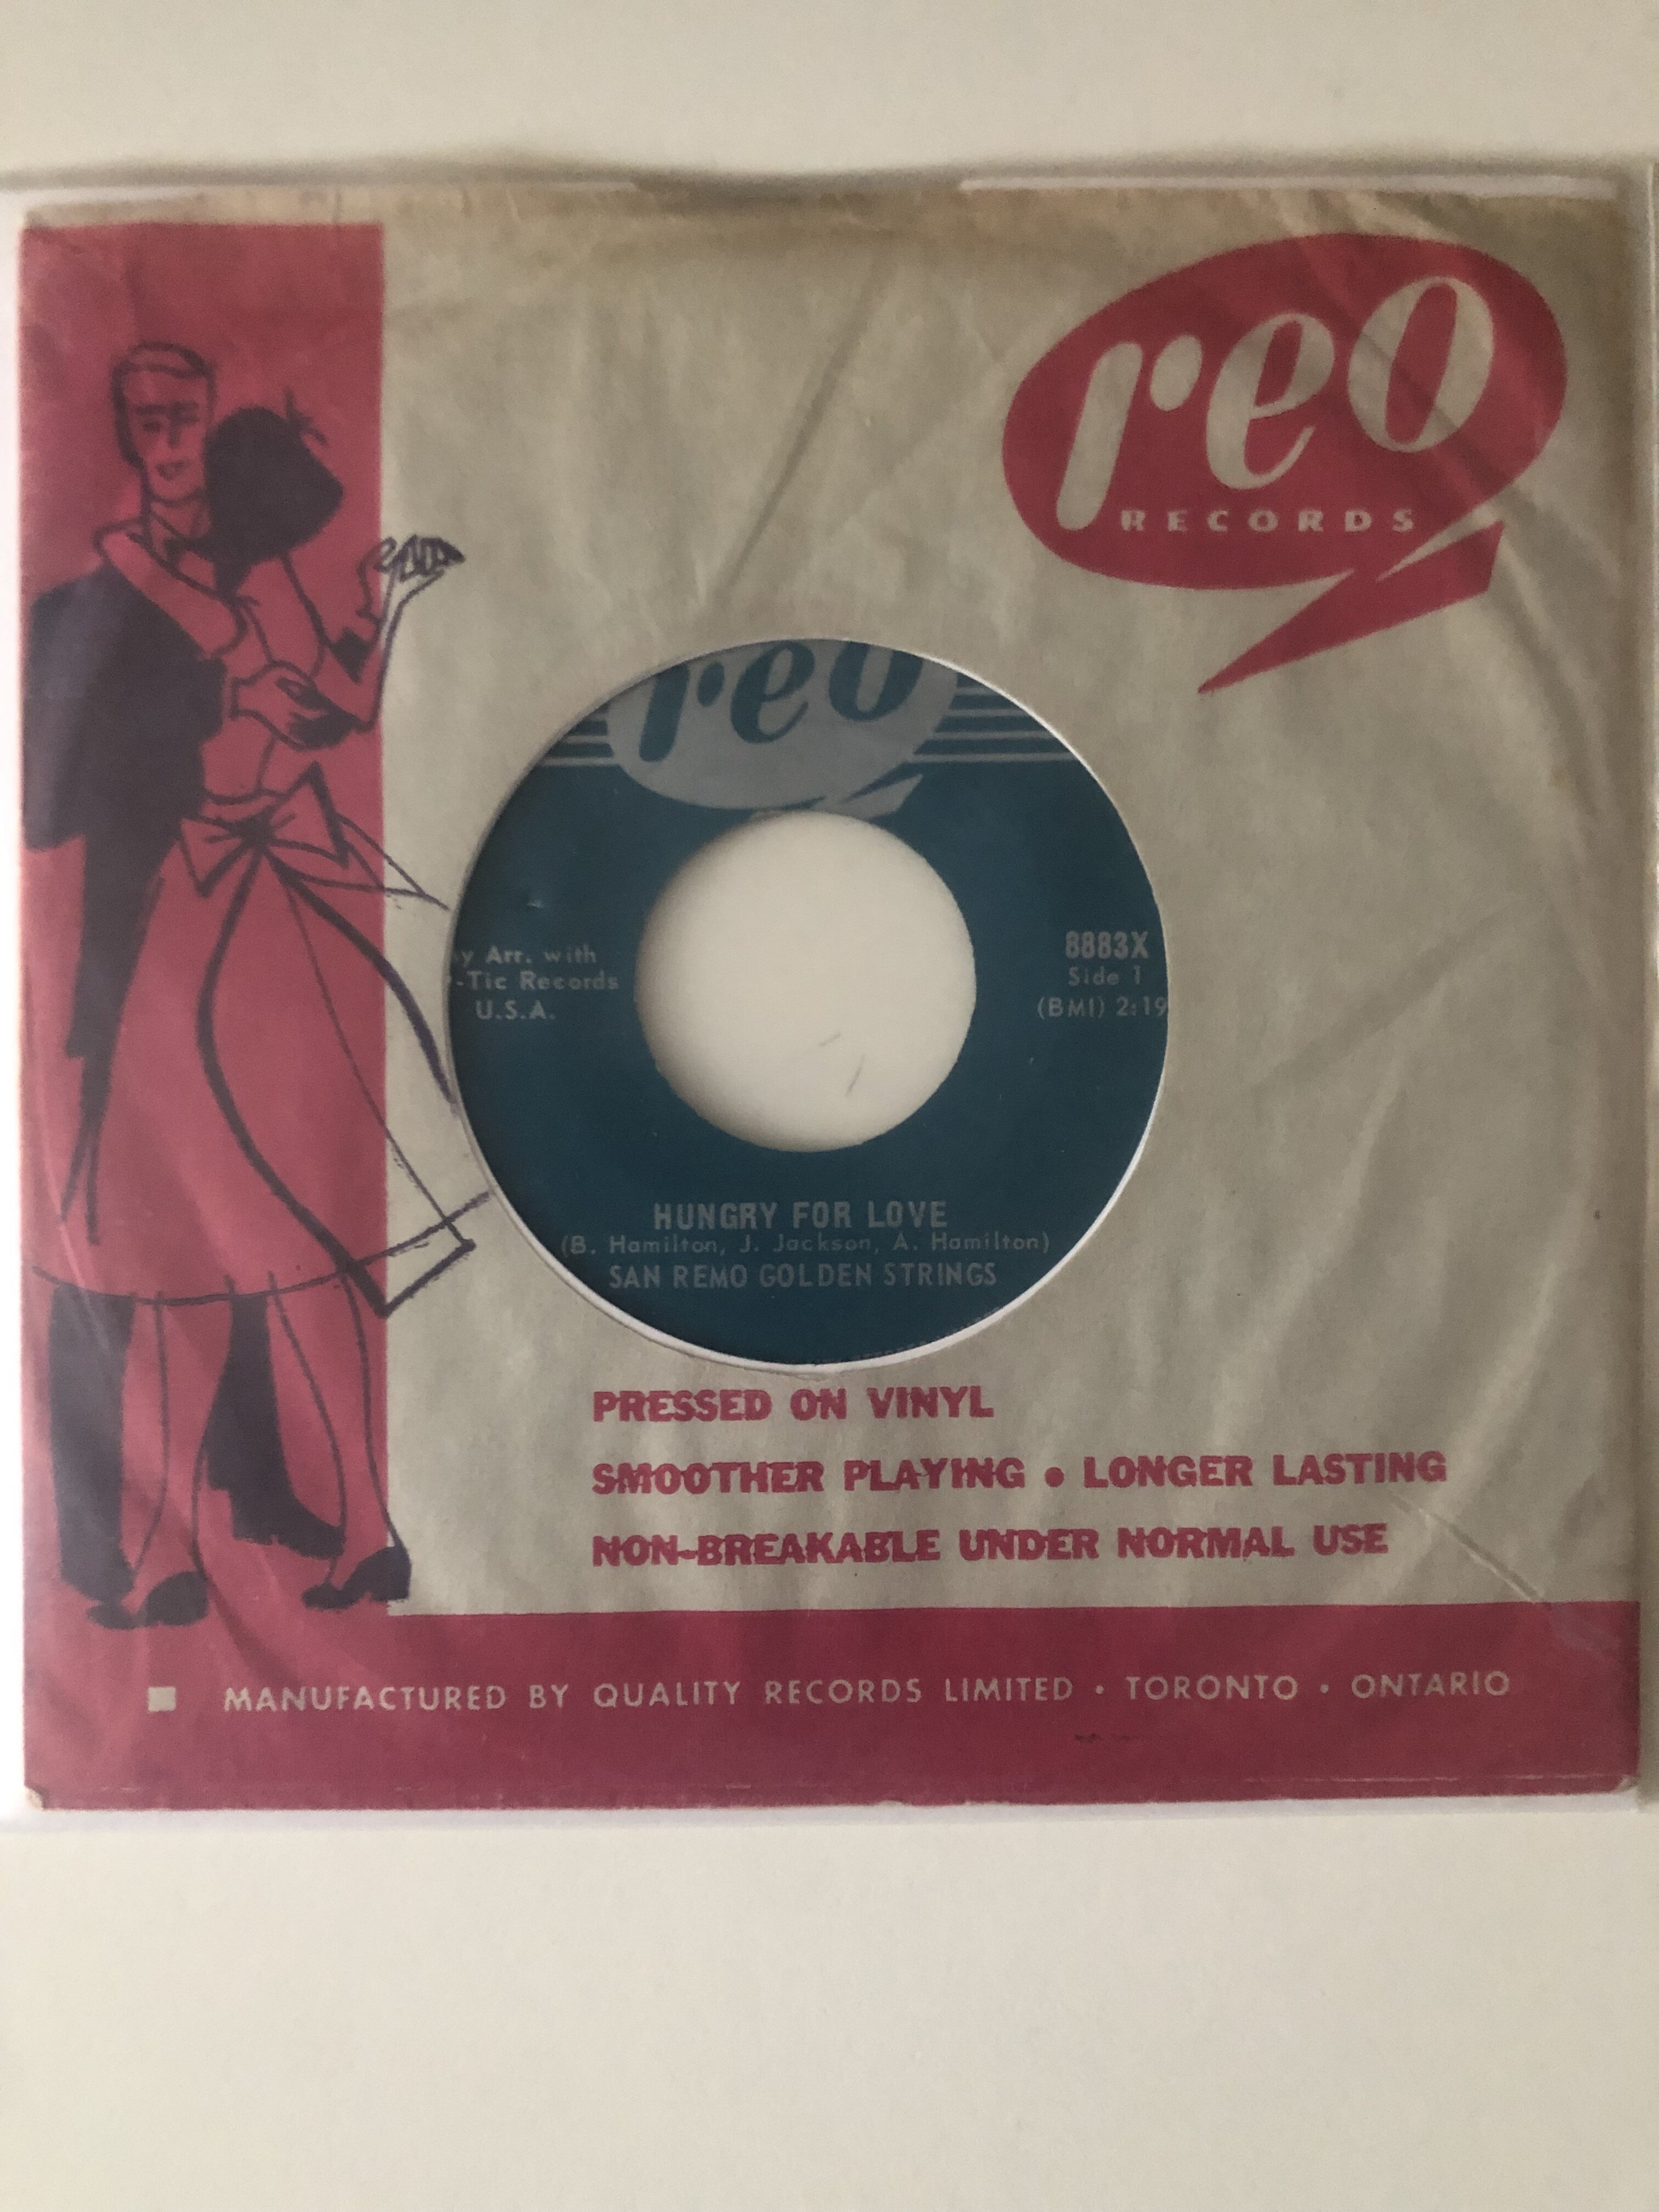 reo
RECORDS
reo
Arr. with
-Tic Records
U.S.A.
8883X
Side 1
(BMI) 2:19
HUNGRY FOR LOVE
(B. Hamilton, J. Jackson, A. Hamilton)
SAN REMO GOLDEN STRINGS
PRESSED ON VINYL
SMOOTHER PLAYING • LONGER LASTING
NON-BREAKABLE UNDER NORMAL USE
MANUFACTURED BY QUALITY RECORDS LIMITED • TORONTO • ONTARIO